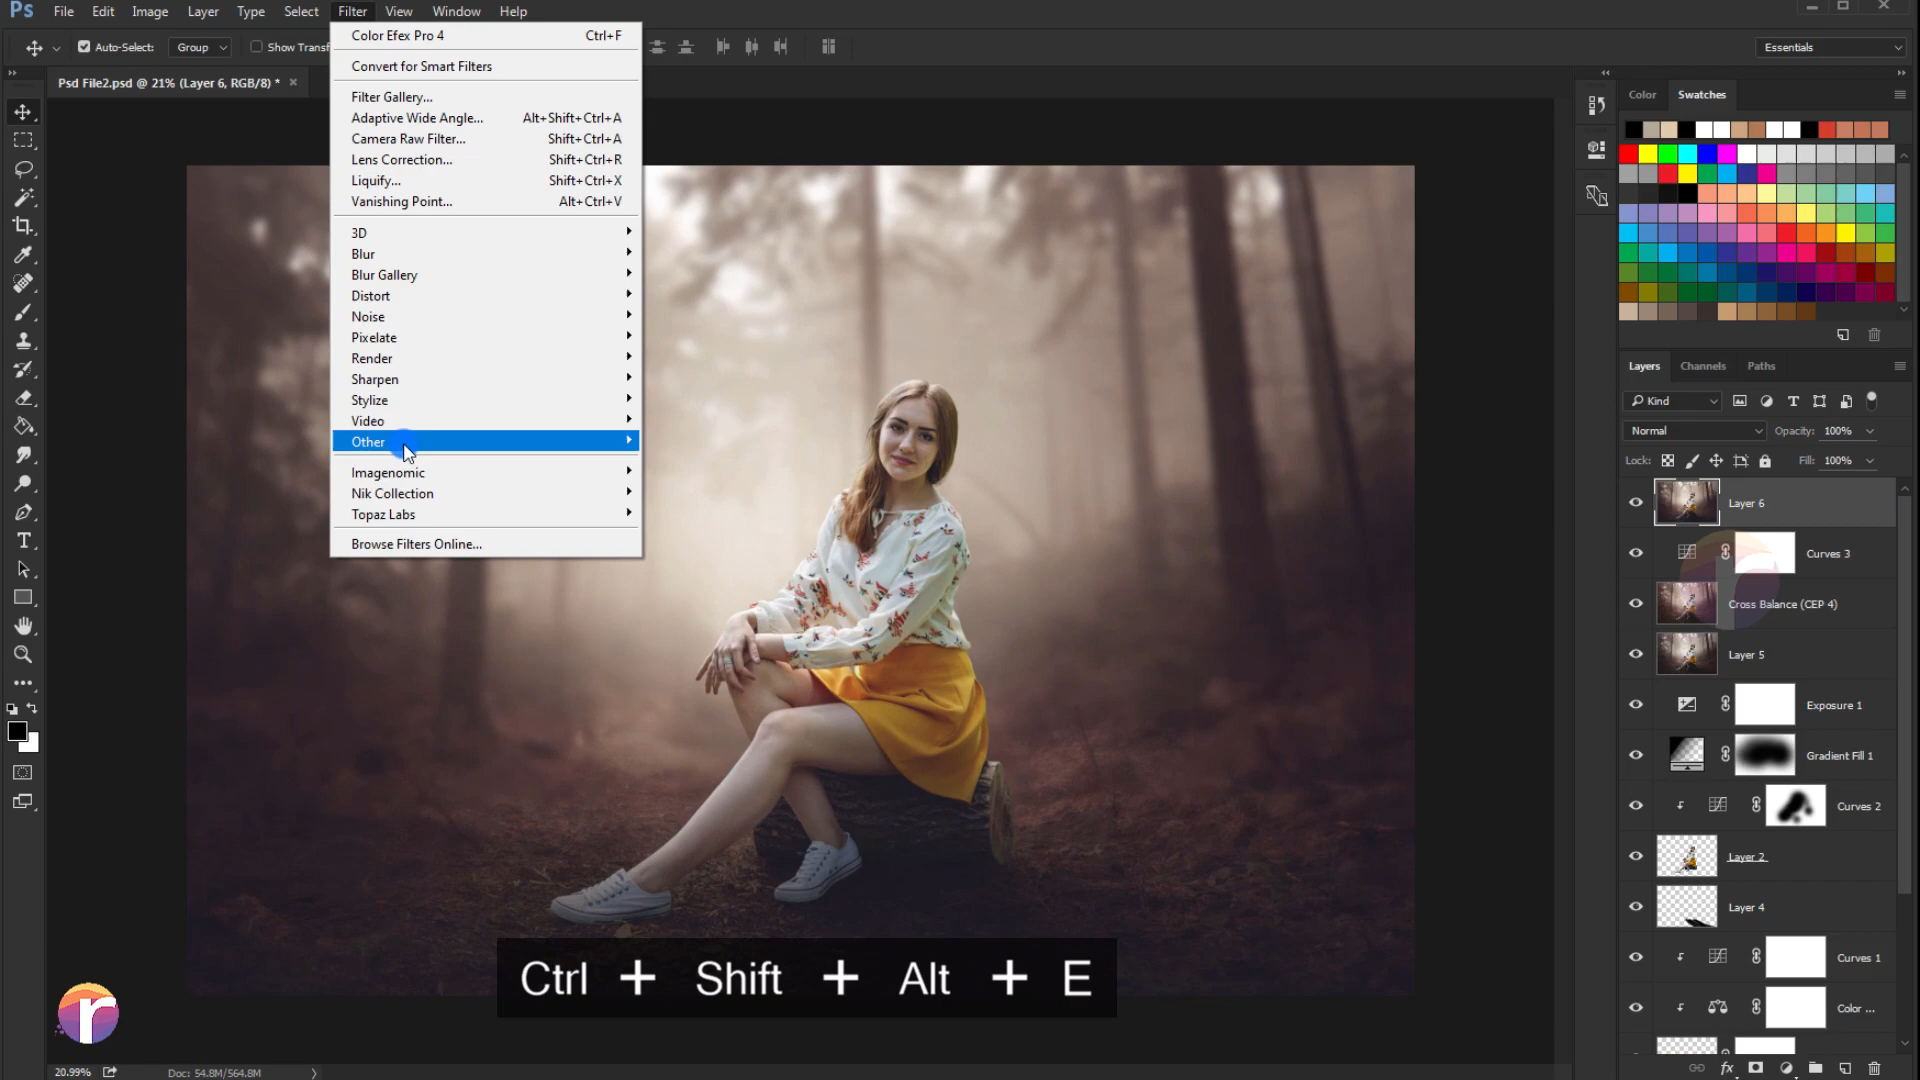 Ps File Edit Image Layer Type Select Filter View Window Help
Auto-Select: Group Show Transf Essentials
Psd File2.psd @ 21% (Layer 6, RGB/8) * ×
Color Efex Pro 4 Ctrl+F
Convert for Smart Filters
Filter Gallery...
Adaptive Wide Angle... Alt+Shift+Ctrl+A
Camera Raw Filter... Shift+Ctrl+A
Lens Correction... Shift+Ctrl+R
Liquify... Shift+Ctrl+X
Vanishing Point... Alt+Ctrl+V
3D
Blur
Blur Gallery
Distort
Noise
Pixelate
Render
Sharpen
Stylize
Video
Other
Imagenomic
Nik Collection
Topaz Labs
Browse Filters Online...
Color Swatches
Layers Channels Paths
Kind
Normal Opacity: 100%
Lock: Fill: 100%
Layer 6
Curves 3
Cross Balance (CEP 4)
Layer 5
Exposure 1
Gradient Fill 1
Curves 2
Layer 2
Layer 4
Curves 1
Color ...
fx
Ctrl + Shift + Alt + E
r
20.99% Doc: 54.8M/564.8M